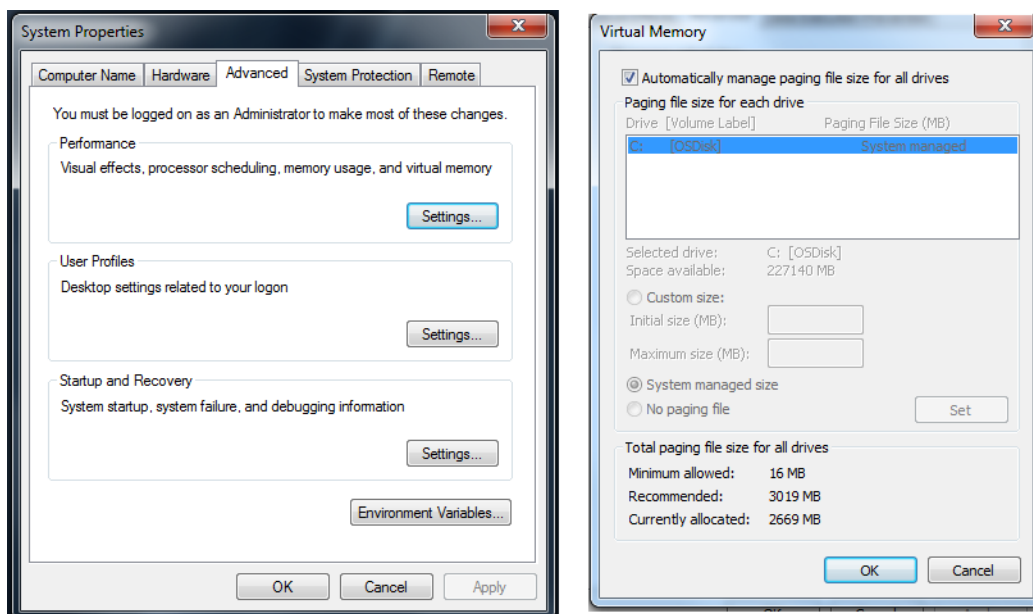 System Properties
Computer Name Hardware Advanced System Protection Remote
You must be logged on as an Administrator to make most of these changes.
Performance
Visual effects, processor scheduling, memory usage, and virtual memory
Settings...
User Profiles
Desktop settings related to your logon
Settings...
Startup and Recovery
System startup, system failure, and debugging information
Settings...
Environment Variables...
OK Cancel Apply
Virtual Memory
Automatically manage paging file size for all drives
Paging file size for each drive
Drive [Volume Label] Paging File Size (MB)
C: [OSDisk] System managed
Selected drive: C: [OSDisk]
Space available: 227140 MB
Custom size:
Initial size (MB):
Maximum size (MB):
System managed size
No paging file Set
Total paging file size for all drives
Minimum allowed: 16 MB
Recommended: 3019 MB
Currently allocated: 2669 MB
OK Cancel